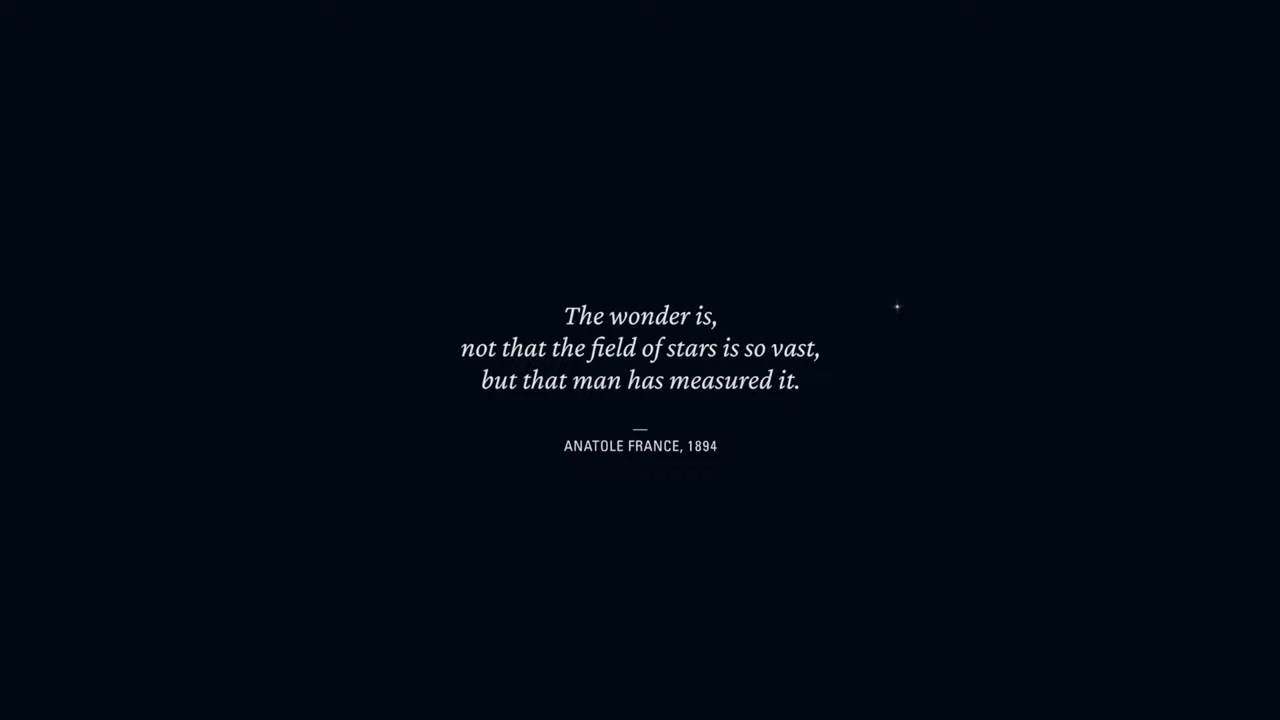 The wonder is,
not that the field of stars is so vast,
but that man has measured it.
—
ANATOLE FRANCE, 1894